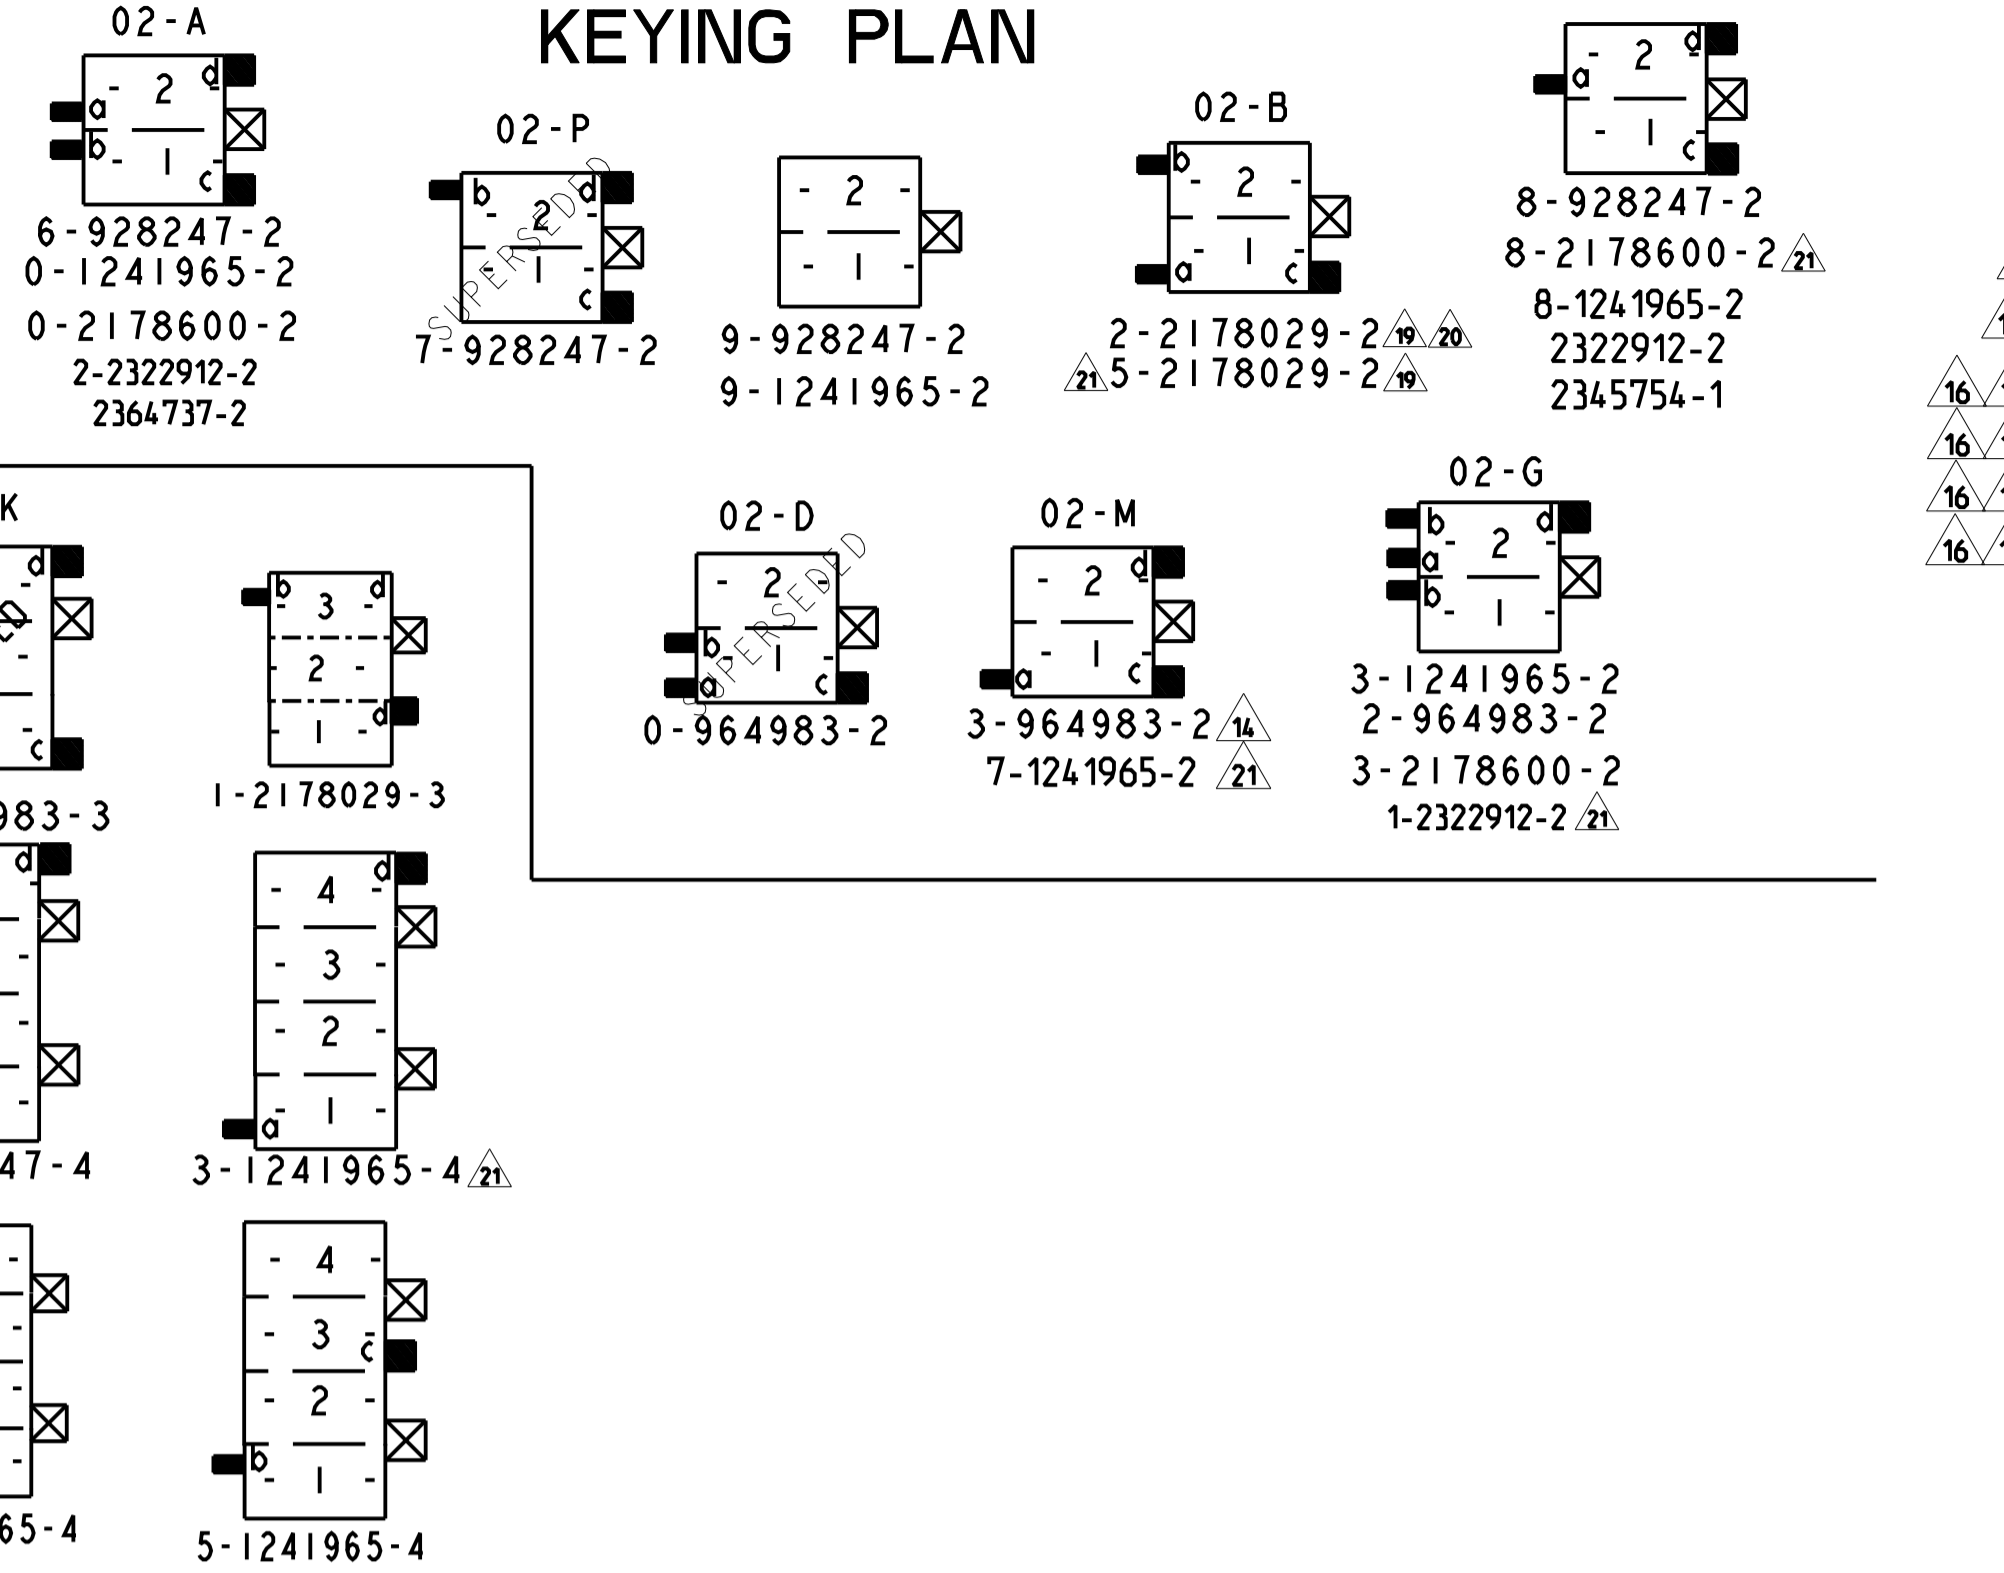 KEYING PLAN
02-A
a
b
d
c
2
1
6-928247-2
0-1241965-2
0-2178600-2
2-2322912-2
2364737-2
02-P
b
d
c
2
1
SUPERSEDED
7-928247-2
2
1
9-928247-2
9-1241965-2
02-B
b
a
c
2
1
2-2178029-2 19 20
21 5-2178029-2 19
a
d
c
2
1
8-928247-2
8-2178600-2 21
8-1241965-2
2322912-2
2345754-1
16
16
16
16
K
d
c
983-3
b
d
3
2
d
1
1-2178029-3
02-D
2
b
1
a
c
SUPERSEDED
0-964983-2
02-M
d
2
1
a
c
3-964983-2 14
7-1241965-2 21
02-G
b
d
a
2
b
1
3-1241965-2
2-964983-2
3-2178600-2
1-2322912-2 21
d
47-4
d
4
3
2
1
a
3-1241965-4 21
65-4
4
3
c
2
b
1
5-1241965-4